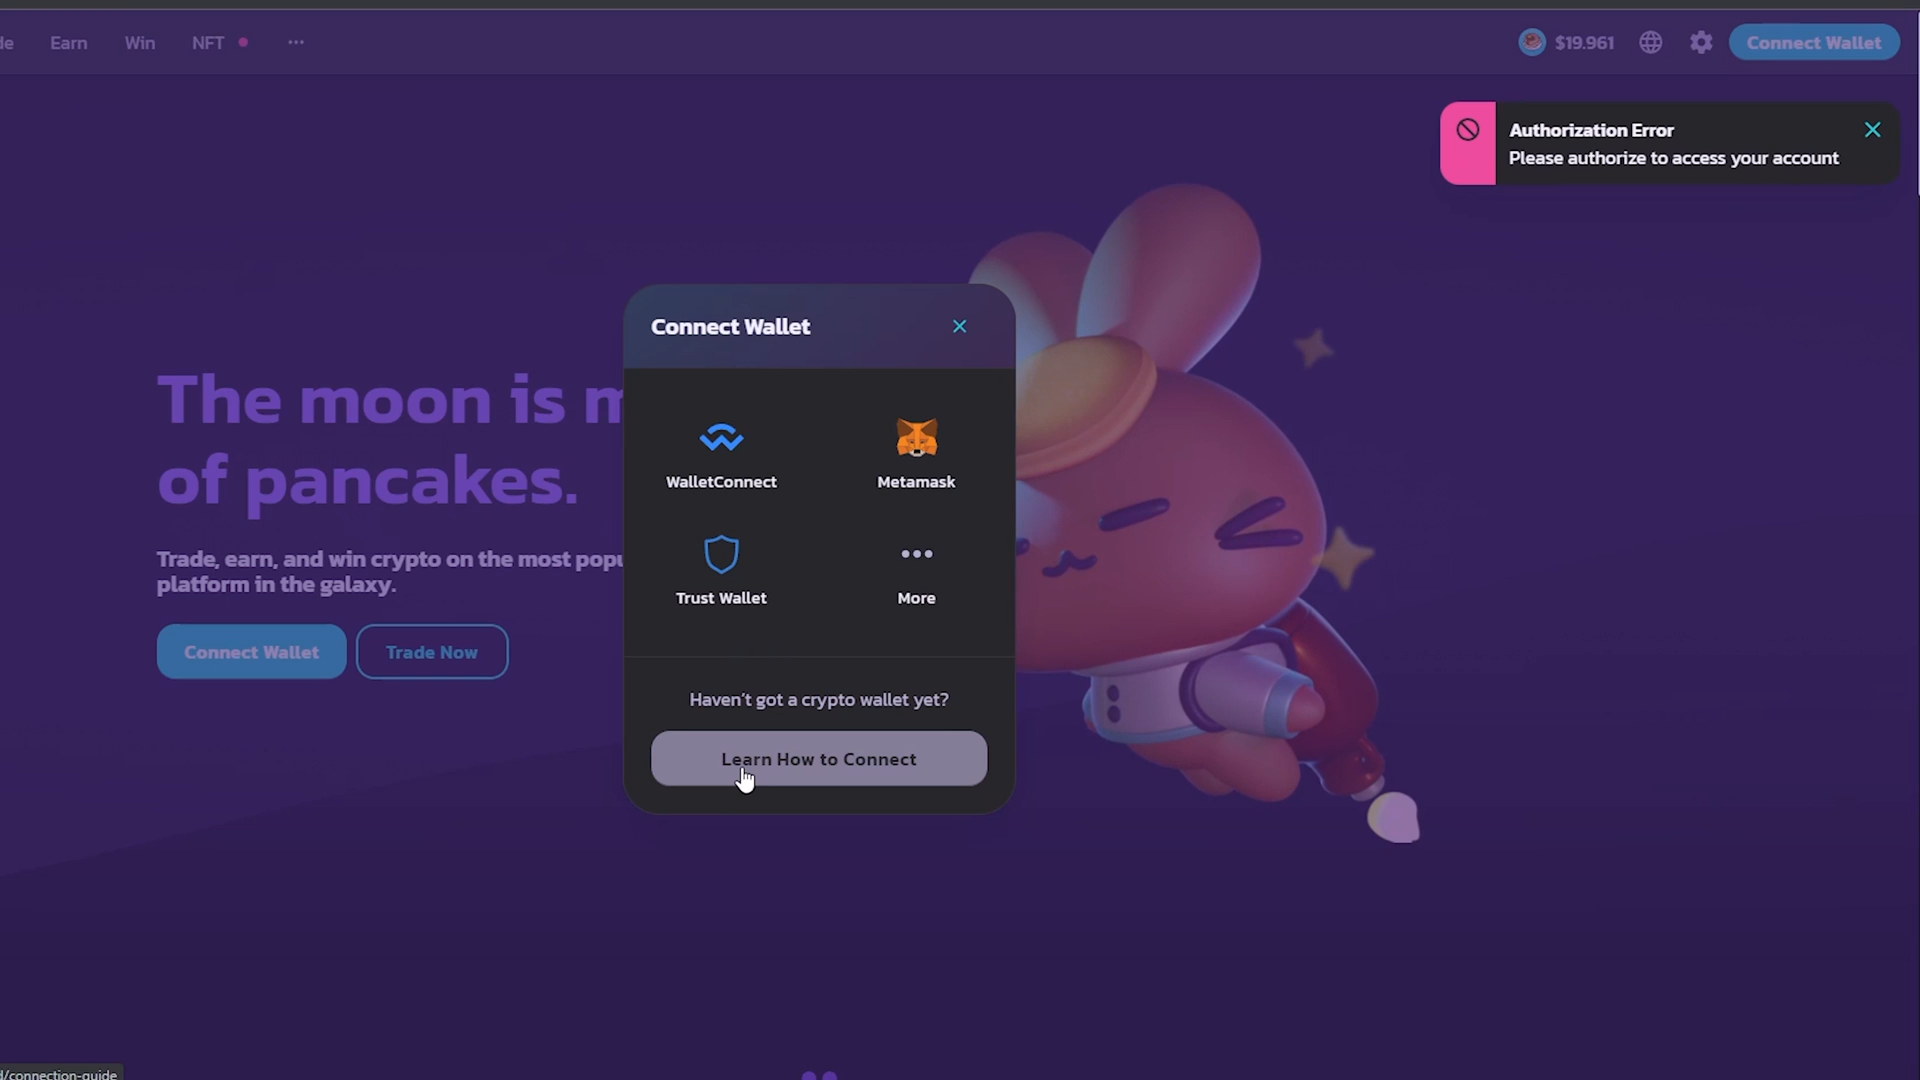 Earn
Win
NFT
$19.961
Connect Wallet
Authorization Error
Please authorize to access your account
Connect Wallet
The moon is
of pancakes.
WalletConnect
Metamask
Trade, earn, and win crypto on the most
platform in the galaxy.
Trust Wallet
More
Connect Wallet
Trade Now
Haven't got a crypto wallet yet?
Learn How to Connect
/connection-guide